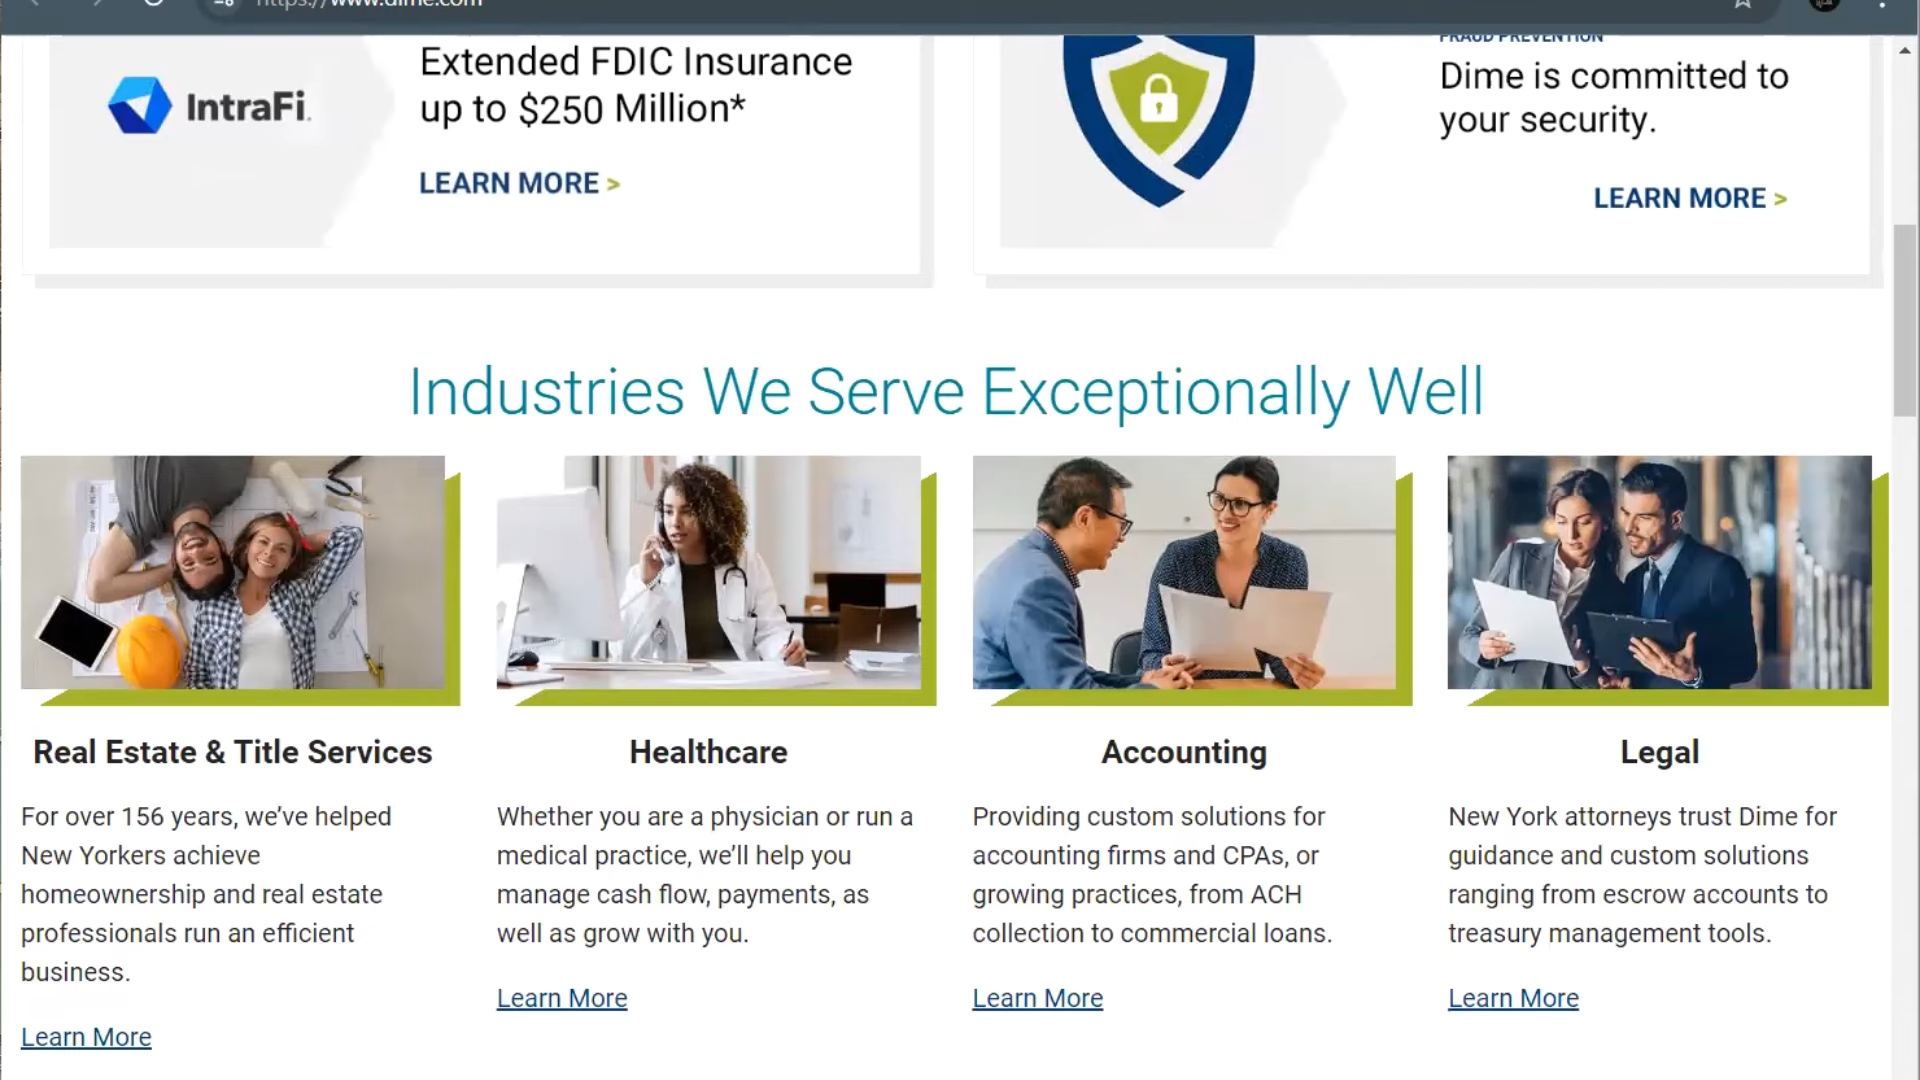 https://www.dime.com
IntraFi.
Extended FDIC Insurance
up to $250 Million*
LEARN MORE >
FRAUD PREVENTION
Dime is committed to
your security.
LEARN MORE >
Industries We Serve Exceptionally Well
Real Estate & Title Services
For over 156 years, we’ve helped
New Yorkers achieve
homeownership and real estate
professionals run an efficient
business.
Learn More
Healthcare
Whether you are a physician or run a
medical practice, we’ll help you
manage cash flow, payments, as
well as grow with you.
Learn More
Accounting
Providing custom solutions for
accounting firms and CPAs, or
growing practices, from ACH
collection to commercial loans.
Learn More
Legal
New York attorneys trust Dime for
guidance and custom solutions
ranging from escrow accounts to
treasury management tools.
Learn More